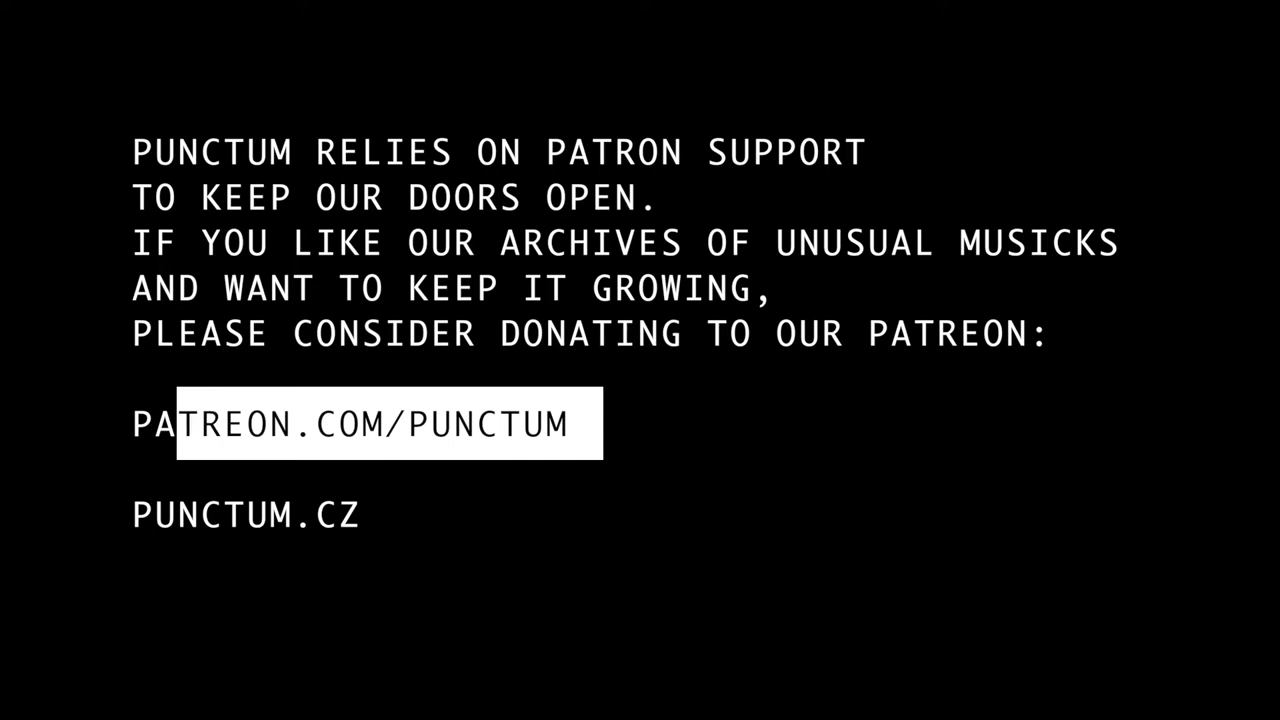 PUNCTUM RELIES ON PATRON SUPPORT
TO KEEP OUR DOORS OPEN.
IF YOU LIKE OUR ARCHIVES OF UNUSUAL MUSICKS
AND WANT TO KEEP IT GROWING,
PLEASE CONSIDER DONATING TO OUR PATREON:
PATREON.COM/PUNCTUM
PUNCTUM.CZ